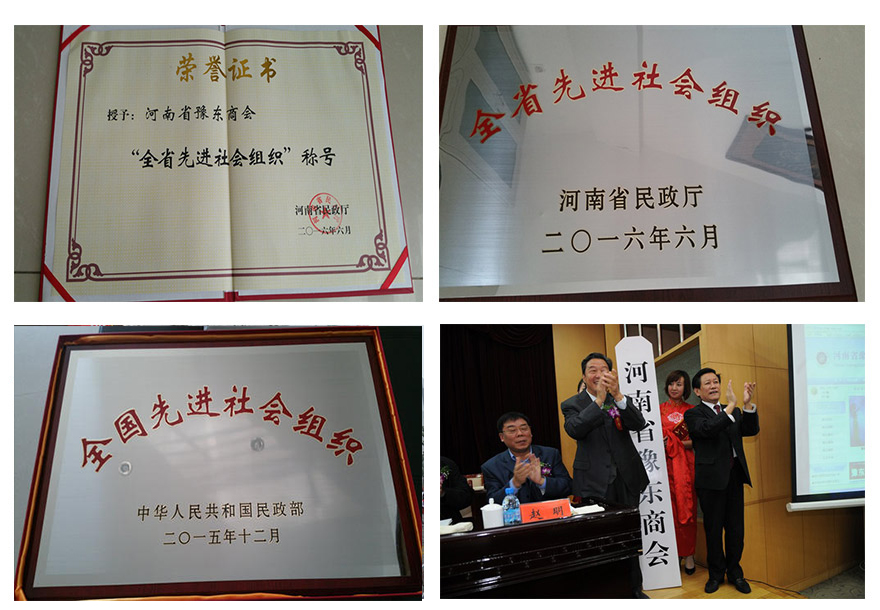 荣誉证书
授予：河南省豫东商会
“全省先进社会组织”称号
河南省民政厅
二〇一六年六月
全省先进社会组织
河南省民政厅
二〇一六年六月
全国先进社会组织
中华人民共和国民政部
二〇一五年十二月
河南省豫东商会
赵明